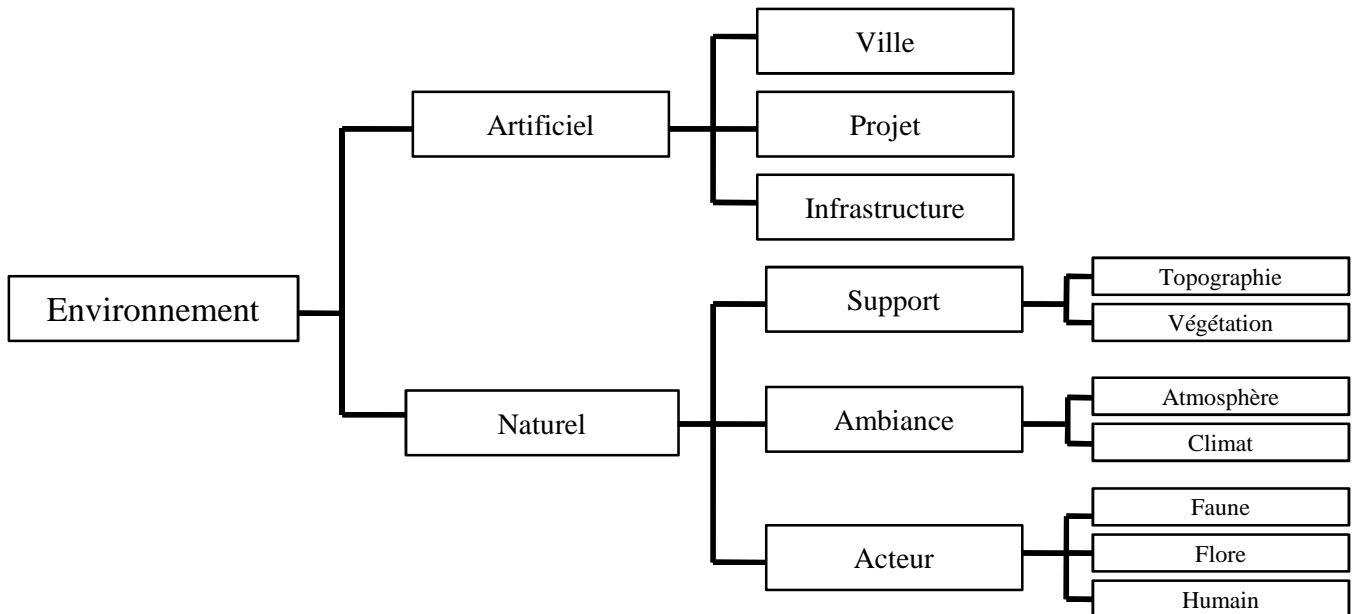 Ville
Artificiel
Projet
Infrastructure
Environnement
Support
Topographie
Végétation
Naturel
Ambiance
Atmosphère
Climat
Acteur
Faune
Flore
Humain